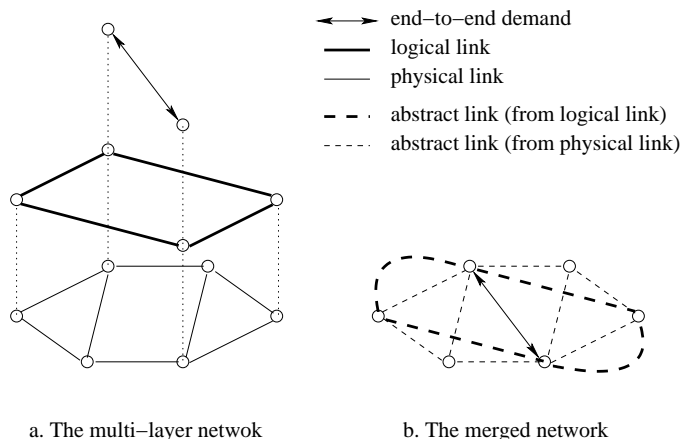 end−to−end demand
logical link
physical link
abstract link (from logical link)
abstract link (from physical link)
a. The multi−layer netwok
b. The merged network